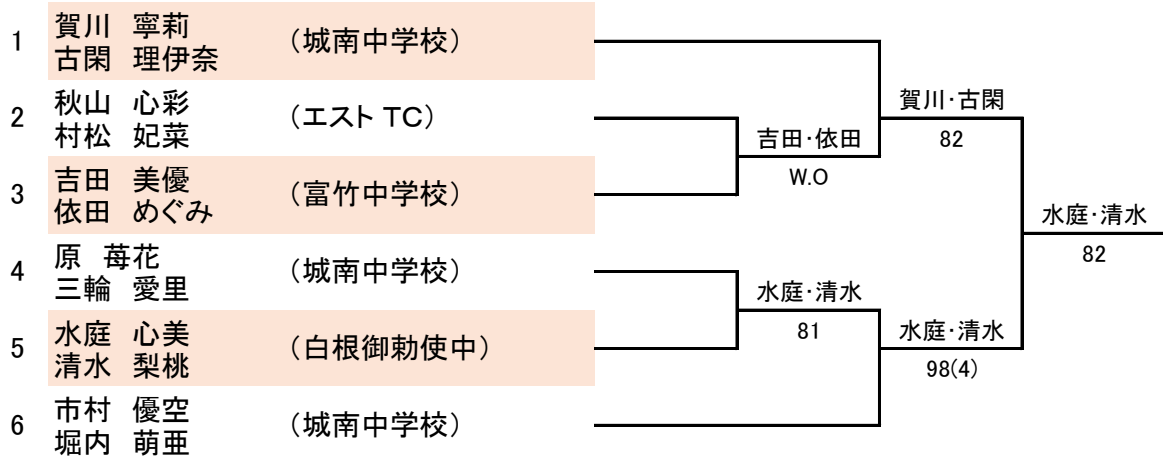 1 賀川 寧莉 (城南中学校)
古閑 理伊奈
2 秋山 心彩 (エスト TC)
村松 妃菜
3 吉田 美優 (富竹中学校)
依田 めぐみ
4 原 苺花 (城南中学校)
三輪 愛里
5 水庭 心美 (白根御勅使中)
清水 梨桃
6 市村 優空 (城南中学校)
堀内 萌亜
吉田・依田
W.O
水庭・清水
81
賀川・古閑
82
水庭・清水
98(4)
水庭・清水
82